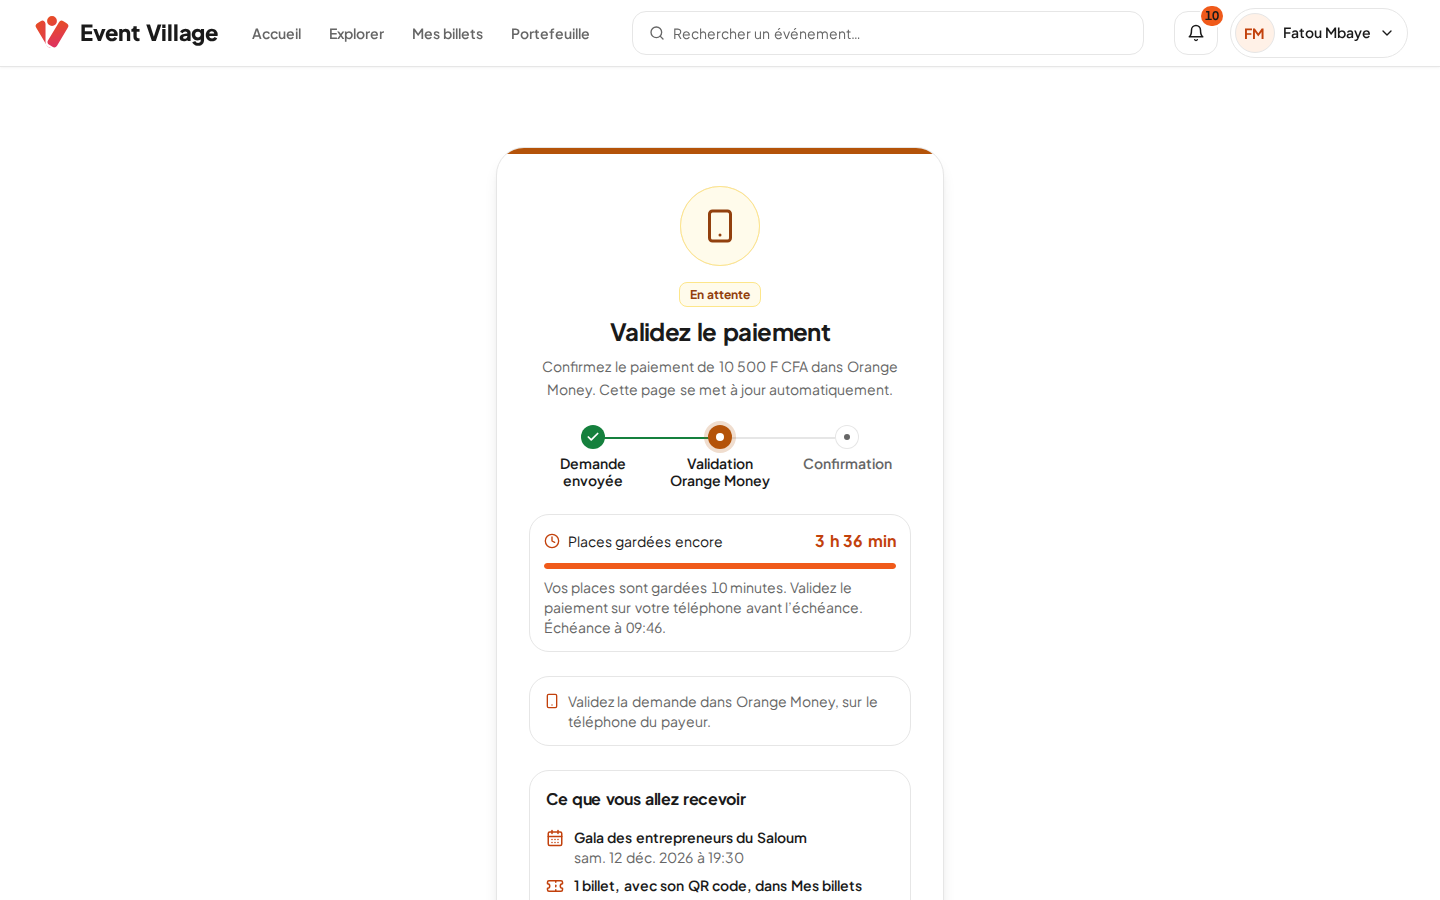 Event Village
Accueil
Explorer
Mes billets
Portefeuille
Rechercher un événement...
10
FM
Fatou Mbaye
En attente
Validez le paiement
Confirmez le paiement de 10 500 F CFA dans Orange
Money. Cette page se met à jour automatiquement.
Demande
envoyée
Validation
Orange Money
Confirmation
Places gardées encore
3 h 36 min
Vos places sont gardées 10 minutes. Validez le
paiement sur votre téléphone avant l'échéance.
Échéance à 09:46.
Validez la demande dans Orange Money, sur le
téléphone du payeur.
Ce que vous allez recevoir
Gala des entrepreneurs du Saloum
sam. 12 déc. 2026 à 19:30
1 billet, avec son QR code, dans Mes billets